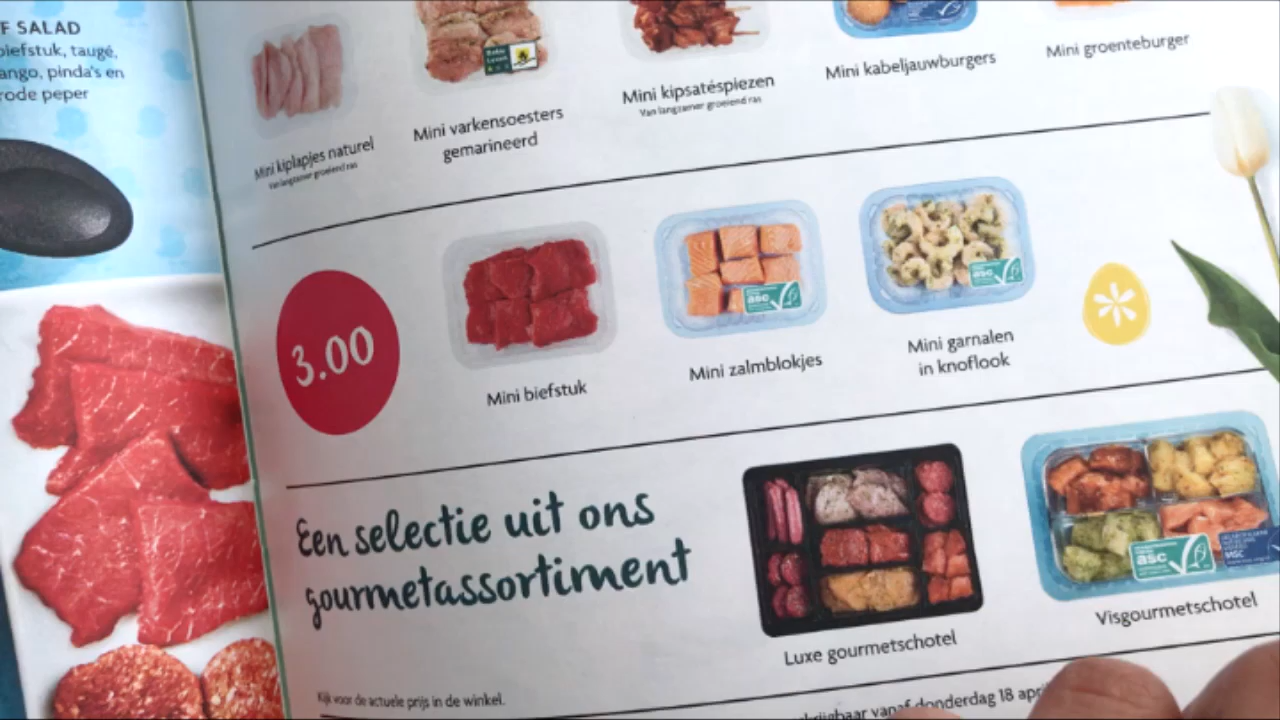 F SALAD
biefstuk, taugé,
ango, pinda's en
rode peper
Mini kiplapjes naturel
Van langzamer groeiend ras
Mini varkensoesters
gemarineerd
Mini kipsatéspiezen
Van langzamer groeiend ras
Mini kabeljauwburgers
Mini groenteburger
3.00
Mini biefstuk
asc
Mini zalmblokjes
asc
Mini garnalen
in knoflook
Een selectie uit ons
gourmetassortiment
Luxe gourmetschotel
asc
MSC
Visgourmetschotel
Kijk voor de actuele prijs in de winkel.
krijgbaar vanaf donderdag 18 apri